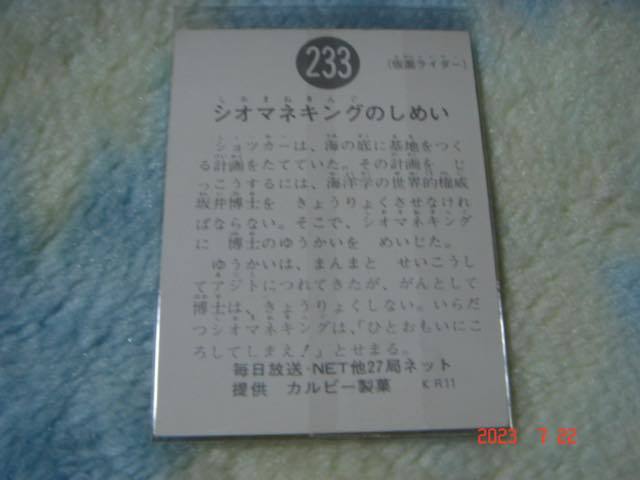 233
(仮面ライダー)
シオマネキングのしめい
ショッカーは、海の底に基地をつく
る計画をたてていた。その計画を じ
っこうするには、海洋学の世界的権威
坂井博士を きょうりょくさせなけれ
ばならない。そこで、シオマネキング
に 博士のゆうかいを めいじた。
ゆうかいは、まんまと せいこうし
てアジトにつれてきたが、がんとして
博士は、きょうりょくしない。いらだ
つシオマネキングは、「ひとおもいに
ころしてしまえ!」とせまる。
毎日放送・NET他27局ネット
提供 カルビー製菓 KR11
2023 7 22